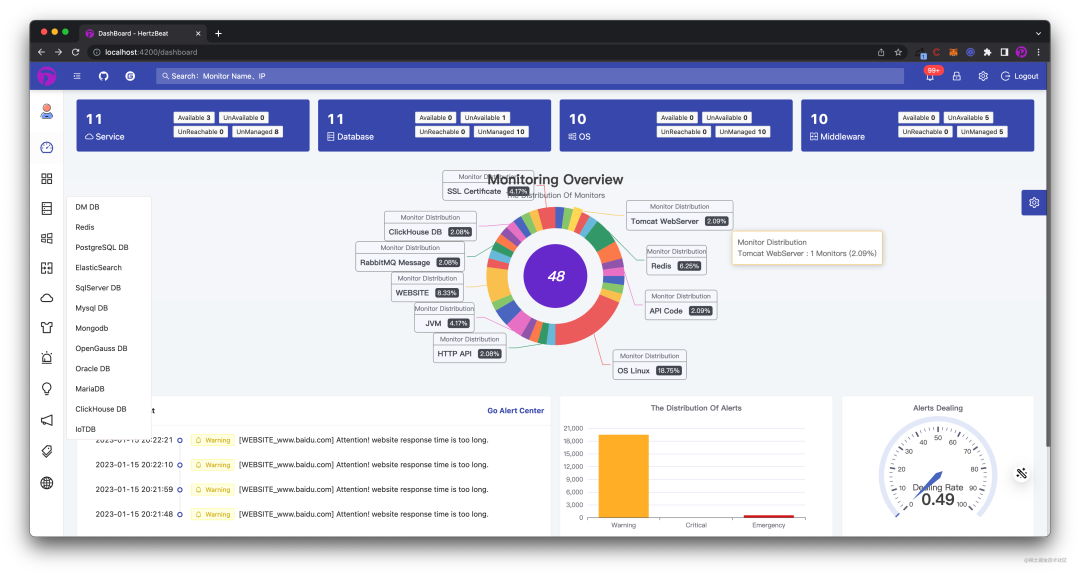 DashBoard - HertzBeat
localhost:4200/dashboard
Search: Monitor Name、IP
99+
Logout
11
Service
Available 3
UnAvailable 0
UnReachable 0
UnManaged 8
11
Database
Available 0
UnAvailable 1
UnReachable 0
UnManaged 10
10
OS
Available 0
UnAvailable 0
UnReachable 0
UnManaged 10
10
Middleware
Available 0
UnAvailable 5
UnReachable 0
UnManaged 5
DM DB
Redis
PostgreSQL DB
ElasticSearch
SqlServer DB
Mysql DB
Mongodb
OpenGauss DB
Oracle DB
MariaDB
ClickHouse DB
IoTDB
Monitoring Overview
The Distribution Of Monitors
Monitor Distribution
SSL Certificate 4.17%
Monitor Distribution
ClickHouse DB 2.08%
Monitor Distribution
RabbitMQ Message 2.08%
Monitor Distribution
WEBSITE 8.33%
Monitor Distribution
JVM 4.17%
Monitor Distribution
HTTP API 2.08%
48
Monitor Distribution
Tomcat WebServer 2.09%
Monitor Distribution
Redis 6.25%
Monitor Distribution
API Code 2.09%
Monitor Distribution
OS Linux 18.75%
Monitor Distribution
Tomcat WebServer : 1 Monitors (2.09%)
Go Alert Center
2023-01-15 20:22:21
Warning
[WEBSITE_www.baidu.com] Attention! website response time is too long.
2023-01-15 20:22:10
Warning
[WEBSITE_www.baidu.com] Attention! website response time is too long.
2023-01-15 20:21:59
Warning
[WEBSITE_www.baidu.com] Attention! website response time is too long.
2023-01-15 20:21:48
Warning
[WEBSITE_www.baidu.com] Attention! website response time is too long.
The Distribution Of Alerts
21,000
18,000
15,000
12,000
9,000
6,000
3,000
0
Warning
Critical
Emergency
Alerts Dealing
0
10
20
30
40
50
60
70
80
90
100
Dealing Rate
0.49
@稀土掘金技术社区